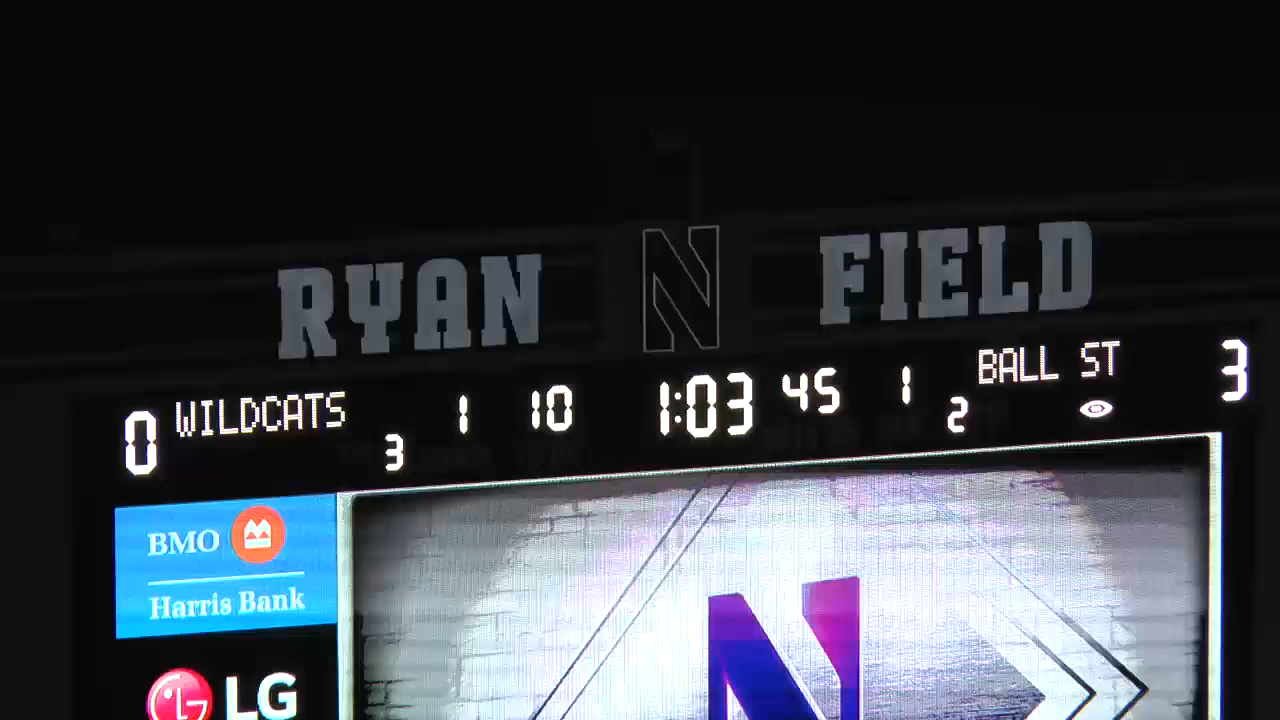 RYAN N FIELD
0 WILDCATS 3 1 10 1:03 45 1 2 BALL ST 3
BMO
Harris Bank
LG
N